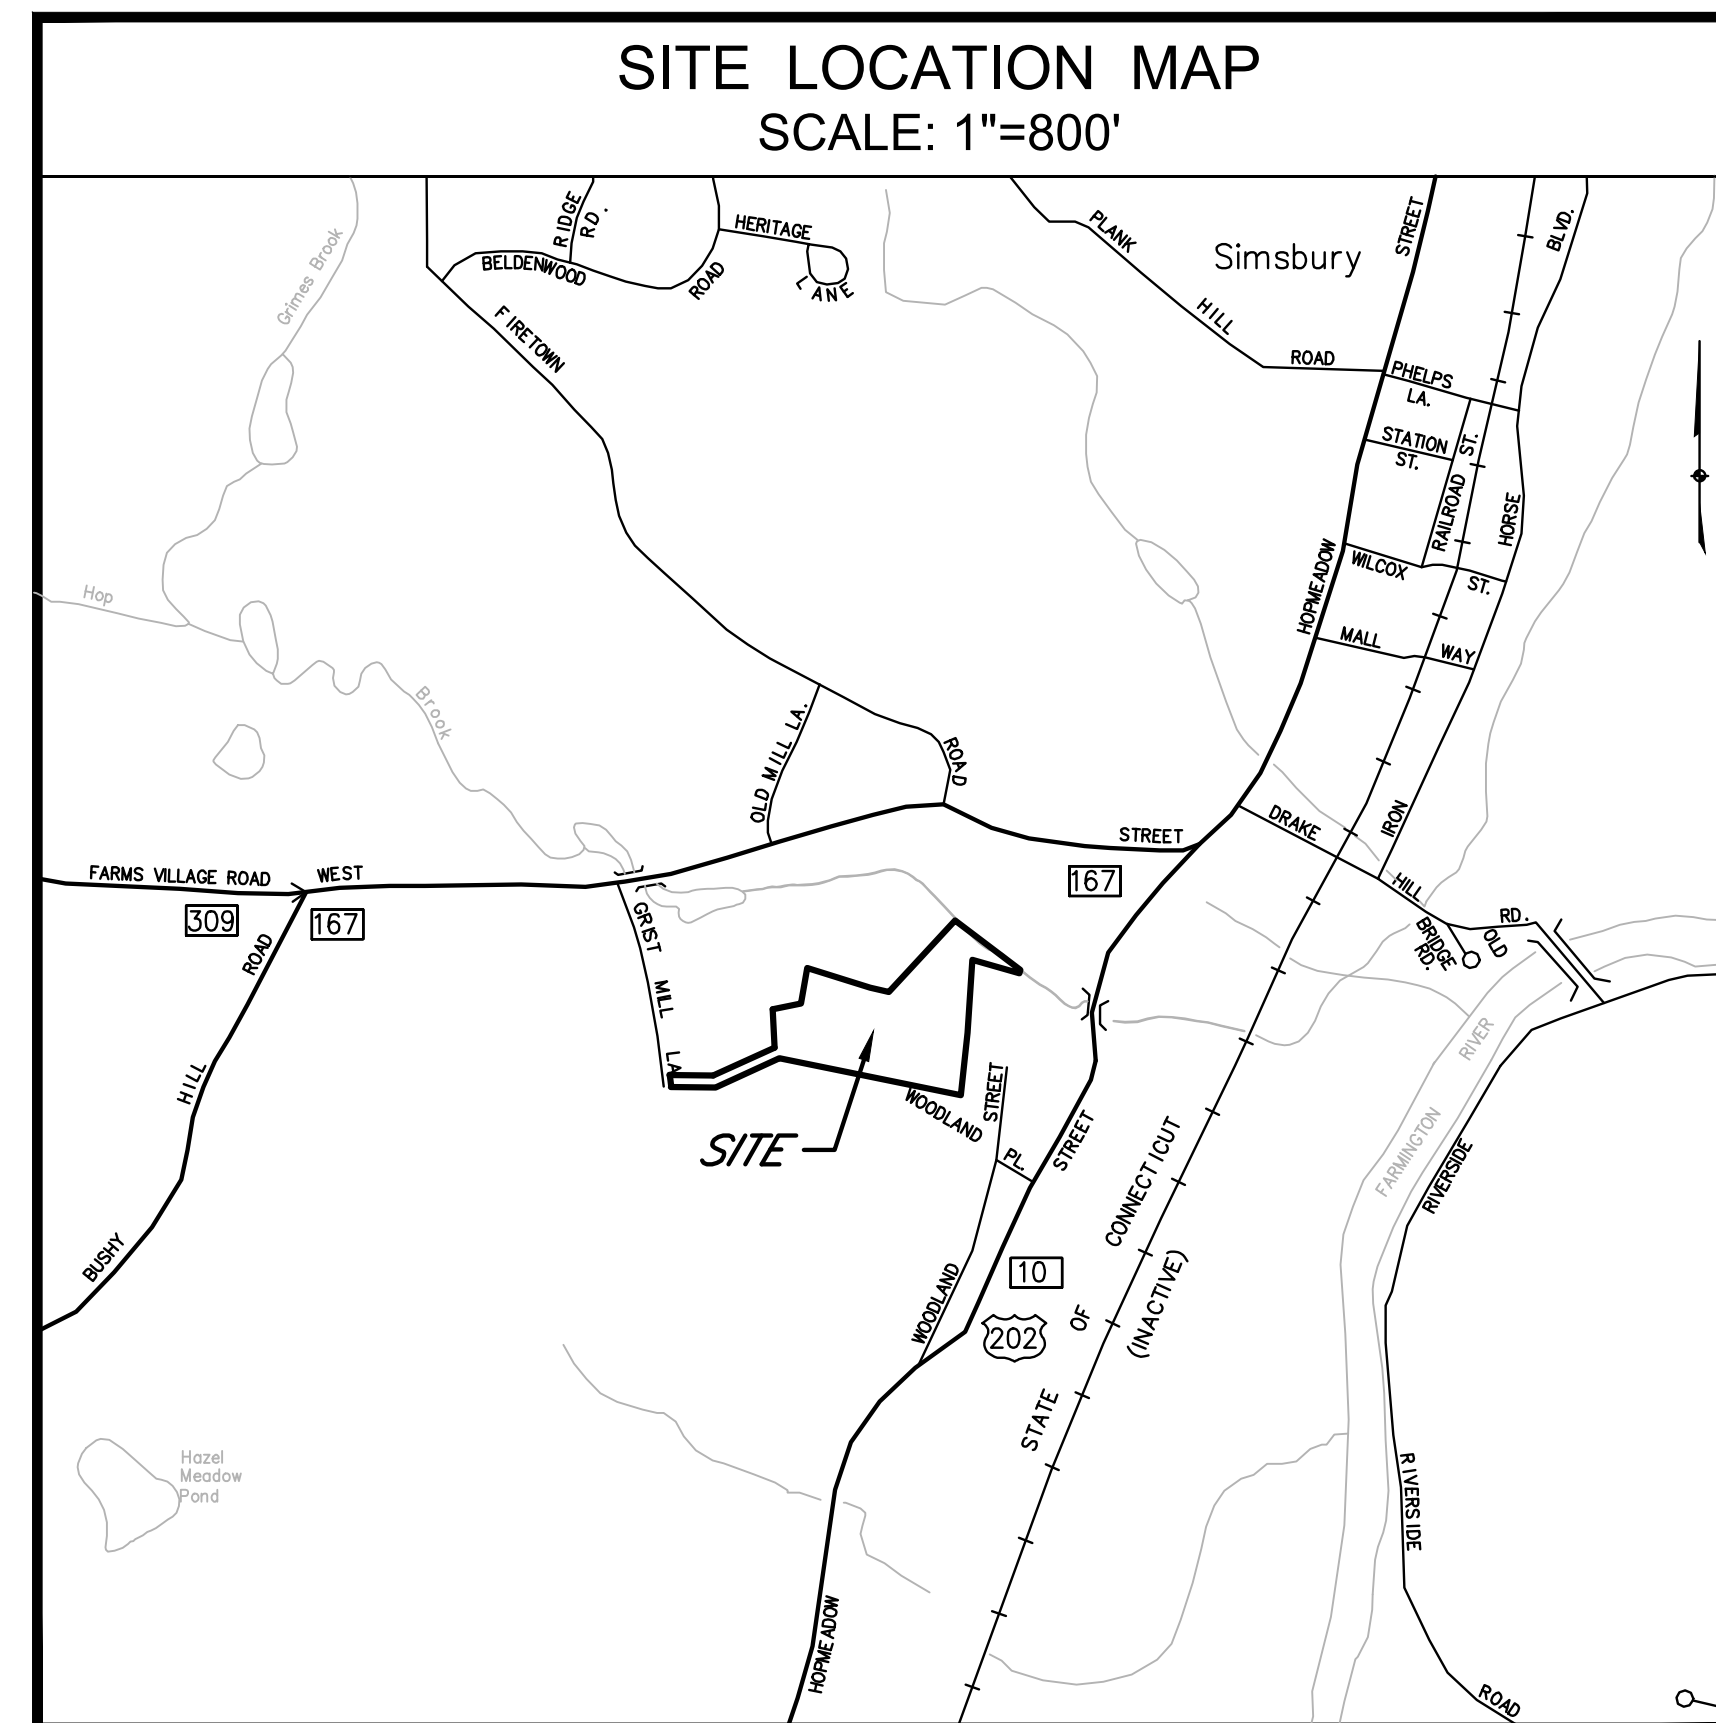 SITE LOCATION MAP
SCALE: 1"=800'
RIDGE
RD.
BELDENWOOD
ROAD
HERITAGE
LANE
PLANK
HILL
ROAD
Simsbury
STREET
BLVD.
Grimes Brook
FIRETOWN
PHELPS
LA.
STATION
ST.
ST.
RAILROAD
HORSE
HOPMEADOW
WILCOX
ST.
MALL
WAY
Hop
Brook
OLD MILL LA.
ROAD
DRAKE
IRON
STREET
FARMS VILLAGE ROAD
WEST
309
167
167
HILL
RD.
BRIDGE
RD.
OLD
ROAD
GRIST
MILL
LA
HILL
STREET
WOODLAND
SITE
PL.
STREET
CONNECTICUT
RIVER
FARMINGTON
RIVERSIDE
BUSHY
WOODLAND
10
202
OF
(INACTIVE)
STATE
Hazel
Meadow
Pond
RIVERSIDE
HOPMEADOW
ROAD